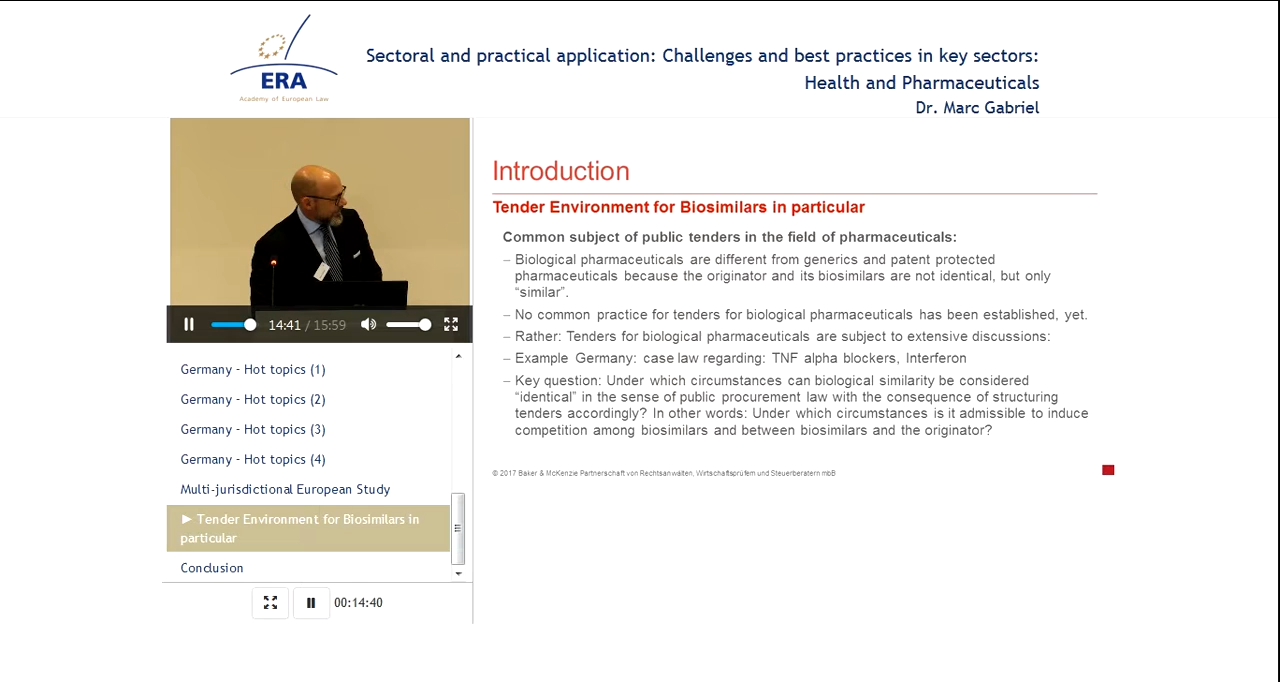 ERA
Academy of European Law
Sectoral and practical application: Challenges and best practices in key sectors:
Health and Pharmaceuticals
Dr. Marc Gabriel
14:41 / 15:59
Germany - Hot topics (1)
Germany - Hot topics (2)
Germany - Hot topics (3)
Germany - Hot topics (4)
Multi-jurisdictional European Study
► Tender Environment for Biosimilars in
particular
Conclusion
00:14:40
Introduction
Tender Environment for Biosimilars in particular
Common subject of public tenders in the field of pharmaceuticals:
– Biological pharmaceuticals are different from generics and patent protected
pharmaceuticals because the originator and its biosimilars are not identical, but only
“similar”.
– No common practice for tenders for biological pharmaceuticals has been established, yet.
– Rather: Tenders for biological pharmaceuticals are subject to extensive discussions:
– Example Germany: case law regarding: TNF alpha blockers, Interferon
– Key question: Under which circumstances can biological similarity be considered
“identical” in the sense of public procurement law with the consequence of structuring
tenders accordingly? In other words: Under which circumstances is it admissible to induce
competition among biosimilars and between biosimilars and the originator?
© 2017 Baker & McKenzie Partnerschaft von Rechtsanwälten, Wirtschaftsprüfern und Steuerberatern mbB